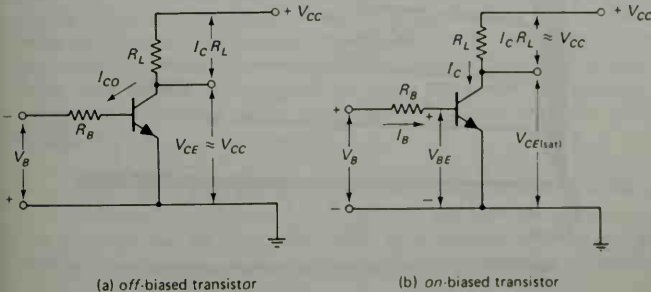 + V_CC
R_L
I_C R_L
I_CO
−
R_B
V_B
V_CE ≈ V_CC
+
(a) off-biased transistor
+ V_CC
R_L
I_C R_L ≈ V_CC
I_C
+
R_B
+
I_B
V_B
V_BE
V_CE(sat)
−
−
(b) on-biased transistor